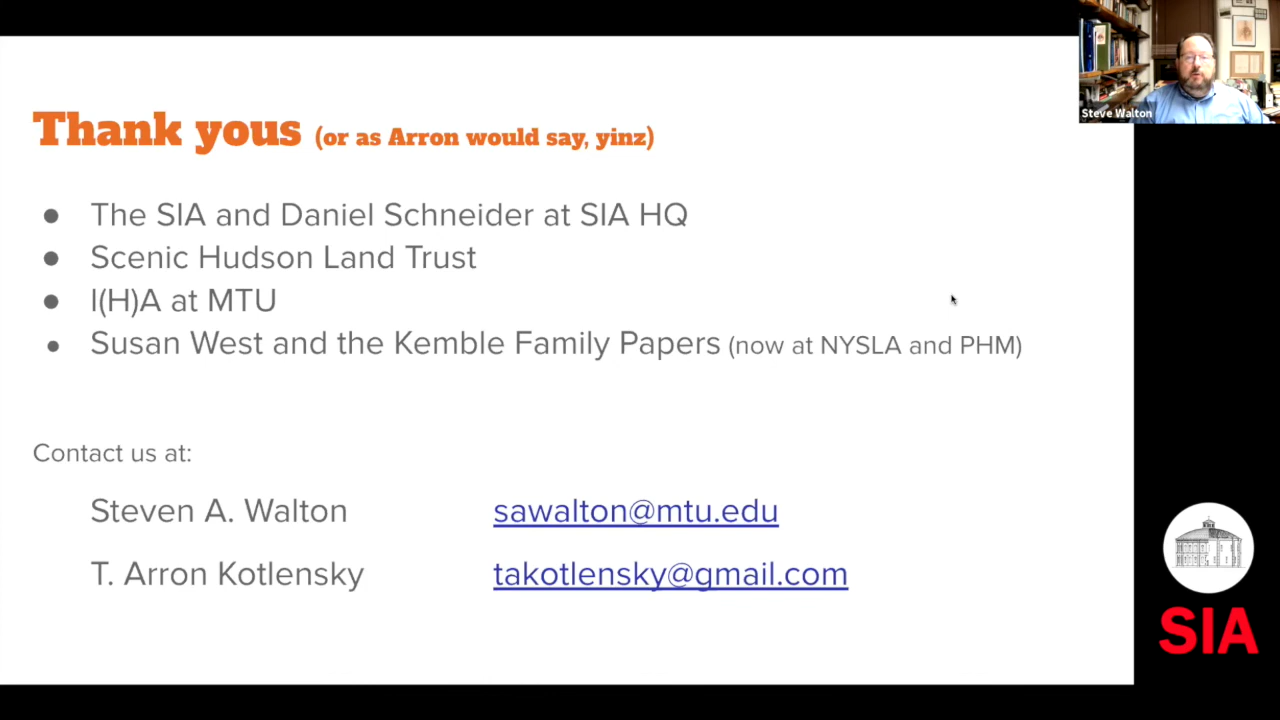 Steve Walton
Thank yous (or as Arron would say, yinz)
The SIA and Daniel Schneider at SIA HQ
Scenic Hudson Land Trust
I(H)A at MTU
Susan West and the Kemble Family Papers (now at NYSLA and PHM)
Contact us at:
Steven A. Walton sawalton@mtu.edu
T. Arron Kotlensky takotlensky@gmail.com
SIA